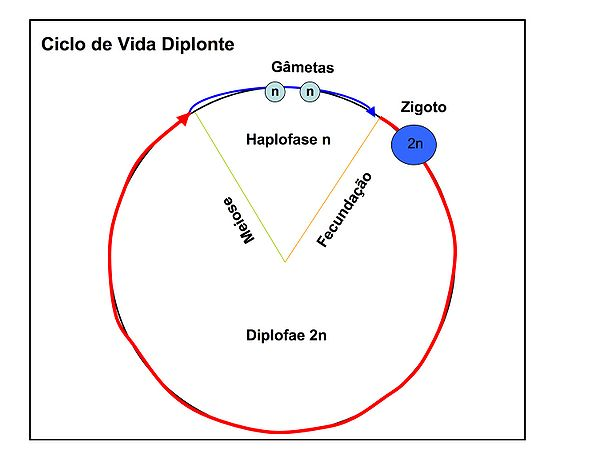 Ciclo de Vida Diplonte
Gâmetas
n n
Zigoto
2n
Haplofase n
Meiose
Fecundação
Diplofae 2n